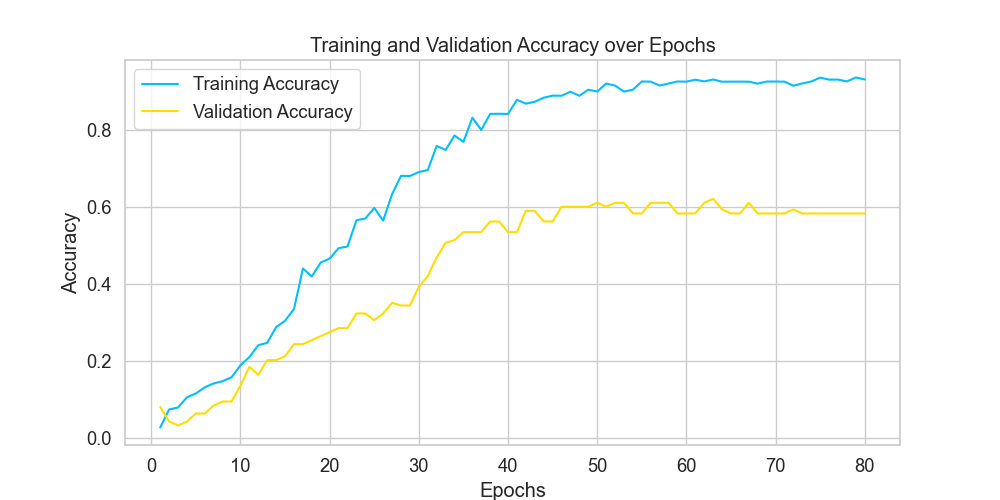 Training and Validation Accuracy over Epochs
Training Accuracy
Validation Accuracy
Accuracy
0.8
0.6
0.4
0.2
0.0
0 10 20 30 40 50 60 70 80
Epochs